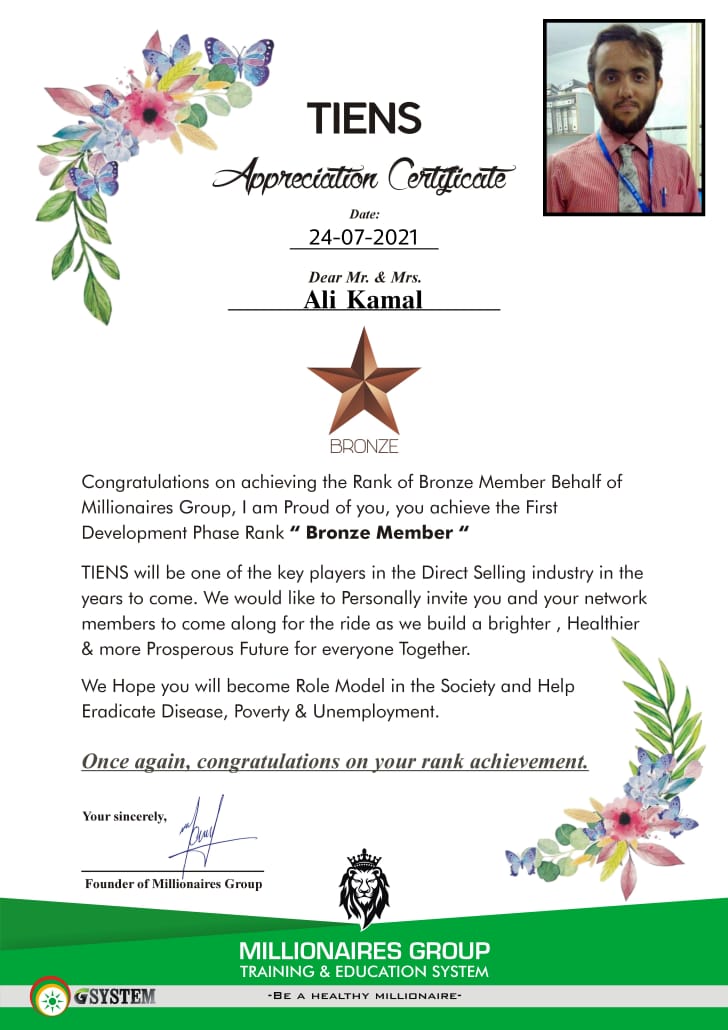 TIENS
Appreciation Certificate
Date:
24-07-2021
Dear Mr. & Mrs.
Ali Kamal
BRONZE
Congratulations on achieving the Rank of Bronze Member Behalf of
Millionaires Group, I am Proud of you, you achieve the First
Development Phase Rank “ Bronze Member “
TIENS will be one of the key players in the Direct Selling industry in the
years to come. We would like to Personally invite you and your network
members to come along for the ride as we build a brighter , Healthier
& more Prosperous Future for everyone Together.
We Hope you will become Role Model in the Society and Help
Eradicate Disease, Poverty & Unemployment.
Once again, congratulations on your rank achievement.
Your sincerely,
Founder of Millionaires Group
MILLIONAIRES GROUP
TRAINING & EDUCATION SYSTEM
-BE A HEALTHY MILLIONAIRE-
GSYSTEM